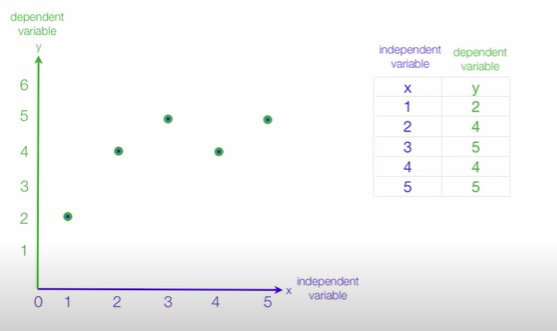 dependent
variable
y
6
5
4
3
2
1
0 1 2 3 4 5
x
independent
variable
independent dependent
variable variable
x y
1 2
2 4
3 5
4 4
5 5